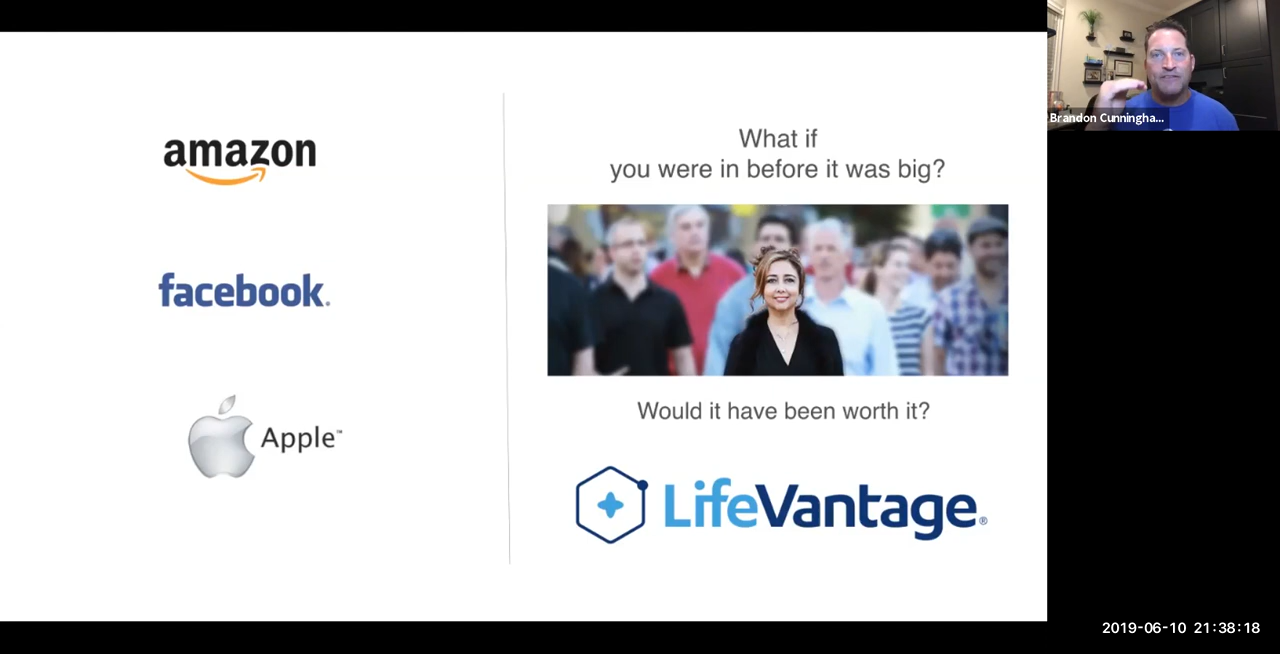 amazon
facebook®
Apple™
What if
you were in before it was big?
Would it have been worth it?
LifeVantage®
Brandon Cunningha...
2019-06-10 21:38:18